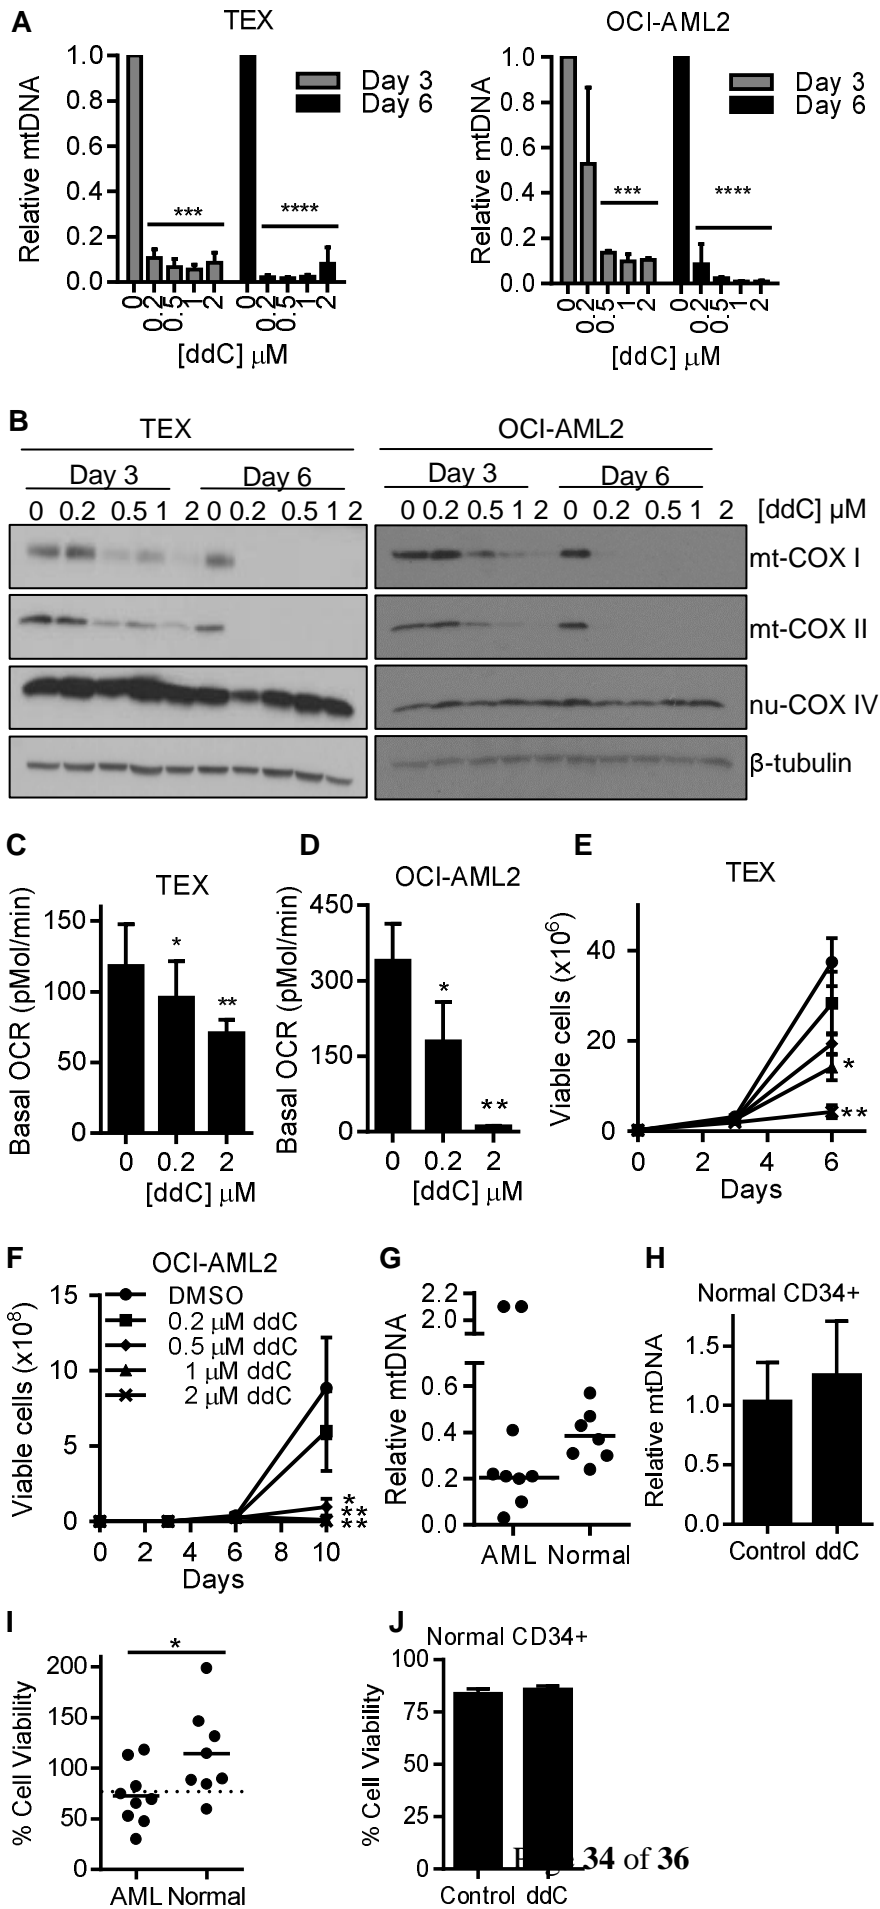 A
TEX
OCI-AML2
Relative mtDNA
1.0
0.8
0.6
0.4
0.2
0.0
Day 3
Day 6
***
****
0 0.2 0.5 1 2 0 0.2 0.5 1 2
[ddC] µM
Relative mtDNA
1.0
0.8
0.6
0.4
0.2
0.0
Day 3
Day 6
***
****
0 0.2 0.5 1 2 0 0.2 0.5 1 2
[ddC] µM
B
TEX
OCI-AML2
Day 3 Day 6
Day 3 Day 6
0 0.2 0.5 1 2 0 0.2 0.5 1 2
0 0.2 0.5 1 2 0 0.2 0.5 1 2 [ddC] µM
mt-COX I
mt-COX II
nu-COX IV
β-tubulin
C
TEX
Basal OCR (pMol/min)
150
100
50
0
*
**
0 0.2 2
[ddC] µM
D
OCI-AML2
Basal OCR (pMol/min)
450
300
150
0
*
**
0 0.2 2
[ddC] µM
E
TEX
Viable cells (x10⁶)
40
20
0
*
**
0 2 4 6
Days
F
OCI-AML2
Viable cells (x10⁸)
15
10
5
0
DMSO
0.2 µM ddC
0.5 µM ddC
1 µM ddC
2 µM ddC
*
**
**
0 2 4 6 10
Days
G
Relative mtDNA
2.2
2.0
0.6
0.4
0.2
0.0
AML Normal
H
Normal CD34+
Relative mtDNA
1.5
1.0
0.5
0.0
Control ddC
I
% Cell Viability
200
150
100
50
0
*
AML Normal
J
Normal CD34+
% Cell Viability
100
75
50
25
0
Control ddC
34 of 36